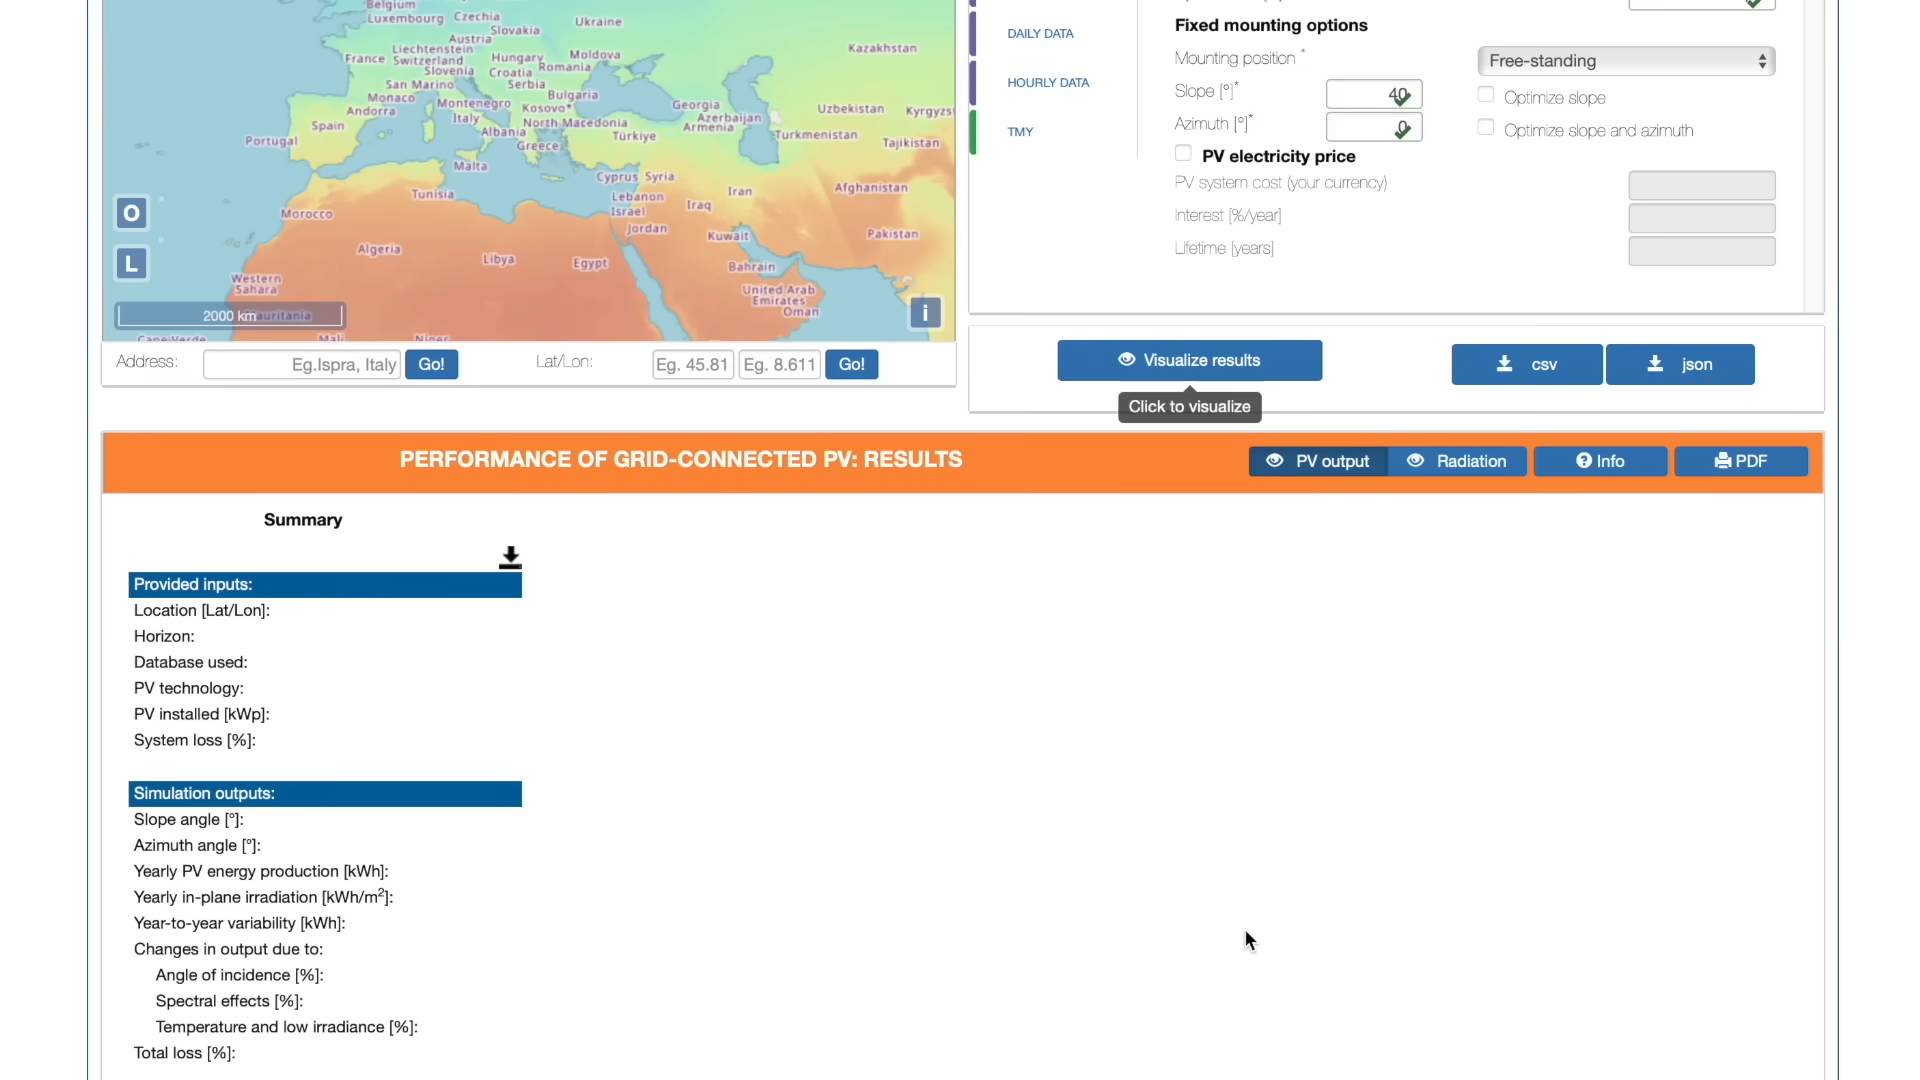 Belgium
Luxembourg
Czechia
Slovakia
Ukraine
Austria
Liechtenstein
Hungary
Moldova
Kazakhstan
France
Switzerland
Slovenia
Croatia
Romania
San Marino
Serbia
Monaco
Montenegro
Bulgaria
Andorra
Kosovo*
Georgia
Uzbekistan
Kyrgyzs
Spain
Italy
North Macedonia
Azerbaijan
Armenia
Albania
Türkiye
Turkmenistan
Portugal
Greece
Tajikistan
Malta
Cyprus
Syria
Tunisia
Lebanon
Iran
Afghanistan
Israel
Iraq
Morocco
Jordan
Kuwait
Pakistan
Algeria
Libya
Egypt
Bahrain
Western
Sahara
United Arab
Emirates
Oman
Mauritania
Cape Verde
Mali
Niger
O
L
2000 km
i
Address:
Eg.Ispra, Italy
Go!
Lat/Lon:
Eg. 45.81
Eg. 8.611
Go!
DAILY DATA
HOURLY DATA
TMY
Fixed mounting options
Mounting position *
Free-standing
Slope [º]*
40
Optimize slope
Azimuth [º]*
0
Optimize slope and azimuth
PV electricity price
PV system cost (your currency)
Interest [%/year]
Lifetime [years]
Visualize results
csv
json
Click to visualize
PERFORMANCE OF GRID-CONNECTED PV: RESULTS
PV output
Radiation
Info
PDF
Summary
Provided inputs:
Location [Lat/Lon]:
Horizon:
Database used:
PV technology:
PV installed [kWp]:
System loss [%]:
Simulation outputs:
Slope angle [º]:
Azimuth angle [º]:
Yearly PV energy production [kWh]:
Yearly in-plane irradiation [kWh/m²]:
Year-to-year variability [kWh]:
Changes in output due to:
Angle of incidence [%]:
Spectral effects [%]:
Temperature and low irradiance [%]:
Total loss [%]: